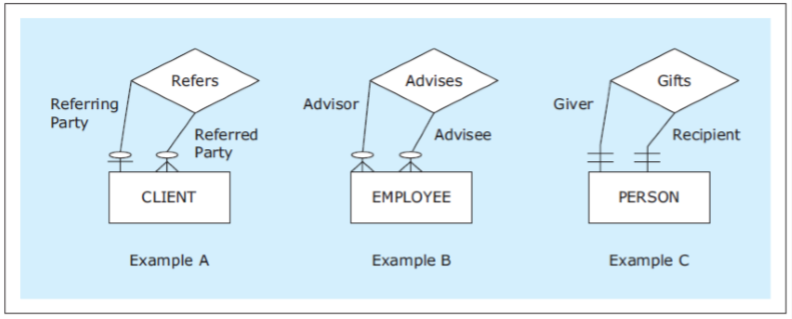 Refers
Referring
Party
Referred
Party
CLIENT
Example A
Advises
Advisor
Advisee
EMPLOYEE
Example B
Gifts
Giver
Recipient
PERSON
Example C